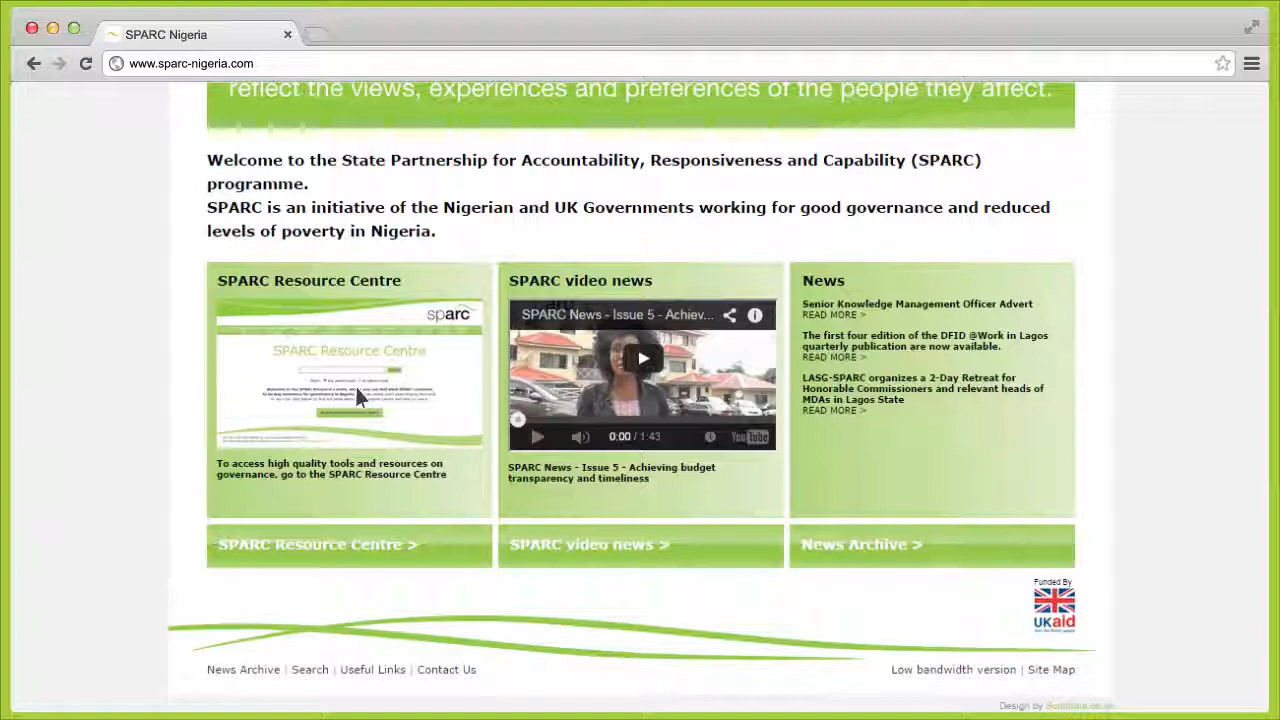 SPARC Nigeria
www.sparc-nigeria.com
reflect the views, experiences and preferences of the people they affect.
Welcome to the State Partnership for Accountability, Responsiveness and Capability (SPARC)
programme.
SPARC is an initiative of the Nigerian and UK Governments working for good governance and reduced
levels of poverty in Nigeria.
SPARC Resource Centre
sparc
SPARC Resource Centre
To access high quality tools and resources on
governance, go to the SPARC Resource Centre
SPARC Resource Centre >
SPARC video news
SPARC News - Issue 5 - Achiev...
0:00 / 1:43
YouTube
SPARC News - Issue 5 - Achieving budget
transparency and timeliness
SPARC video news >
News
Senior Knowledge Management Officer Advert
READ MORE >
The first four edition of the DFID @Work in Lagos
quarterly publication are now available.
READ MORE >
LASG-SPARC organizes a 2-Day Retreat for
Honorable Commissioners and relevant heads of
MDAs in Lagos State
READ MORE >
News Archive >
Funded By
UKaid
News Archive | Search | Useful Links | Contact Us
Low bandwidth version | Site Map
Design by